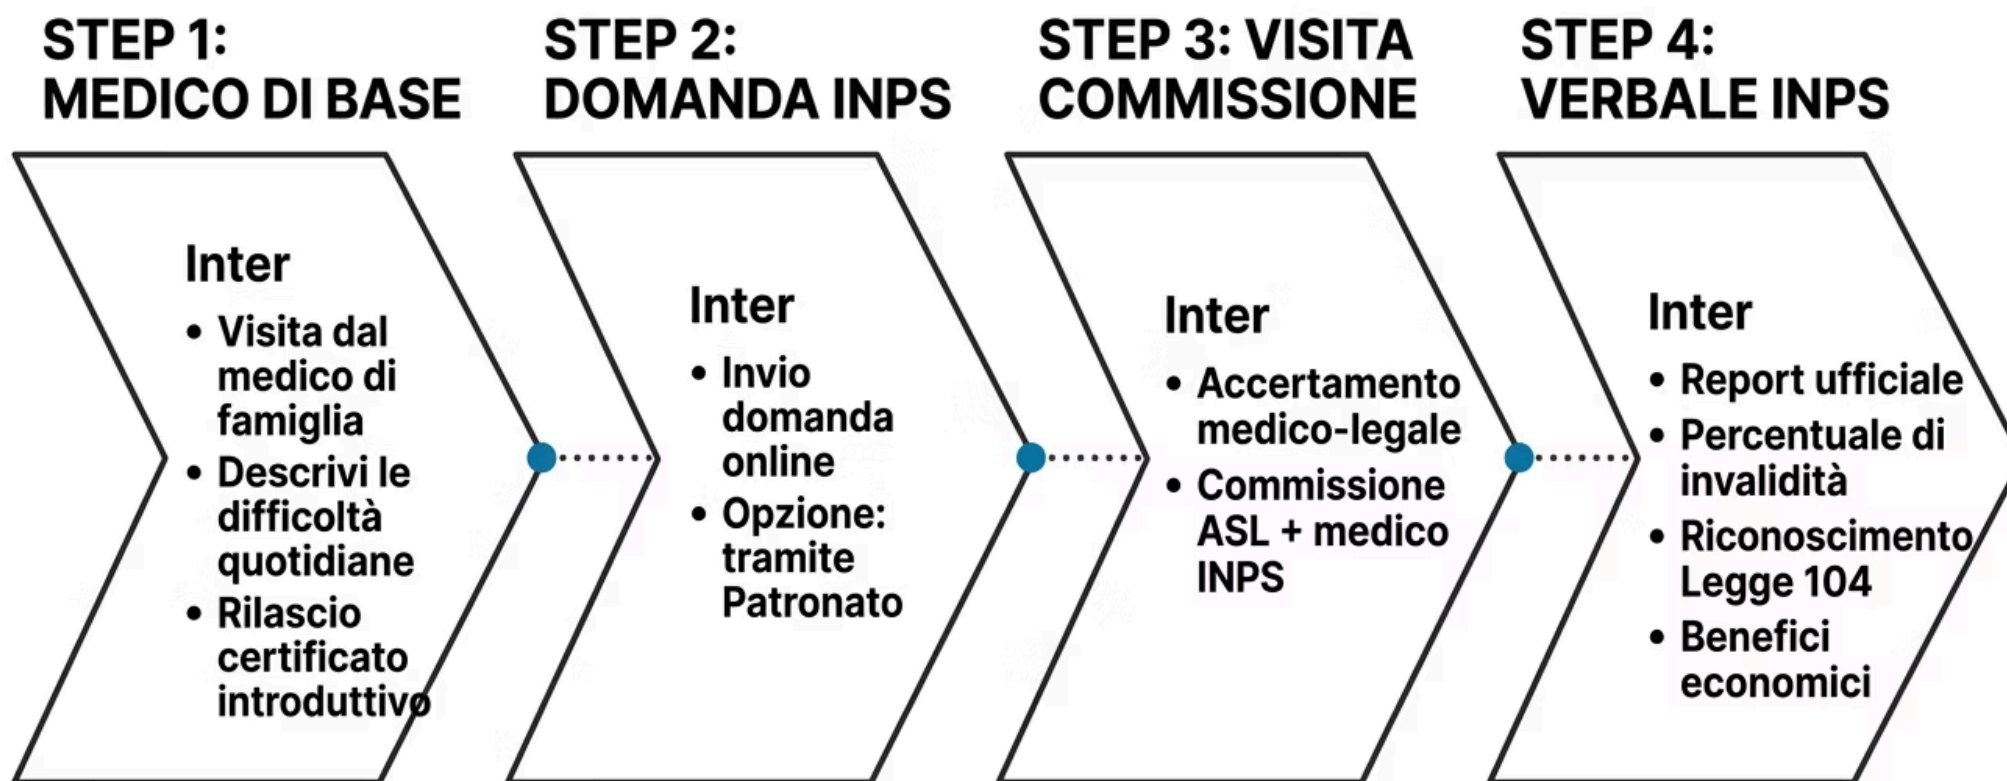 STEP 1:
MEDICO DI BASE
Inter
• Visita dal
medico di
famiglia
• Descrivi le
difficoltà
quotidiane
• Rilascio
certificato
introduttivo
STEP 2:
DOMANDA INPS
Inter
• Invio
domanda
online
• Opzione:
tramite
Patronato
STEP 3: VISITA
COMMISSIONE
Inter
• Accertamento
medico-legale
• Commissione
ASL + medico
INPS
STEP 4:
VERBALE INPS
Inter
• Report ufficiale
• Percentuale di
invalidità
• Riconoscimento
Legge 104
• Benefici
economici